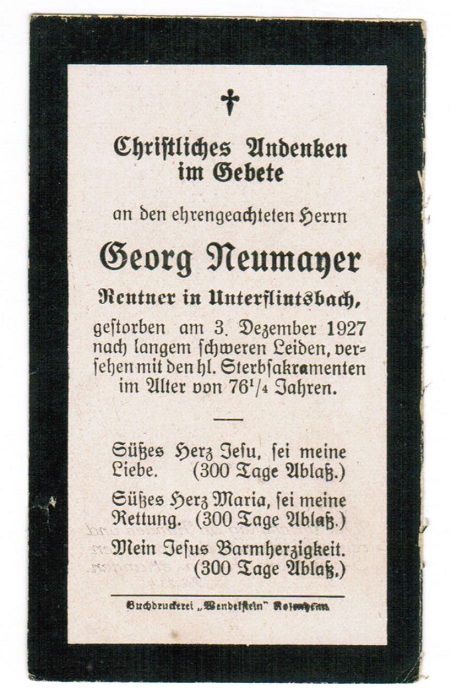 Christliches Andenken
im Gebete
an den ehrengeachteten Herrn
Georg Neumayer
Rentner in Unterflintsbach,
gestorben am 3. Dezember 1927
nach langem schweren Leiden, ver=
sehen mit den hl. Sterbsakramenten
im Alter von 76¹/₄ Jahren.
Süßes Herz Jesu, sei meine
Liebe. (300 Tage Ablaß.)
Süßes Herz Maria, sei meine
Rettung. (300 Tage Ablaß.)
Mein Jesus Barmherzigkeit.
(300 Tage Ablaß.)
Buchdruckerei „Wendelstein" Rosenheim